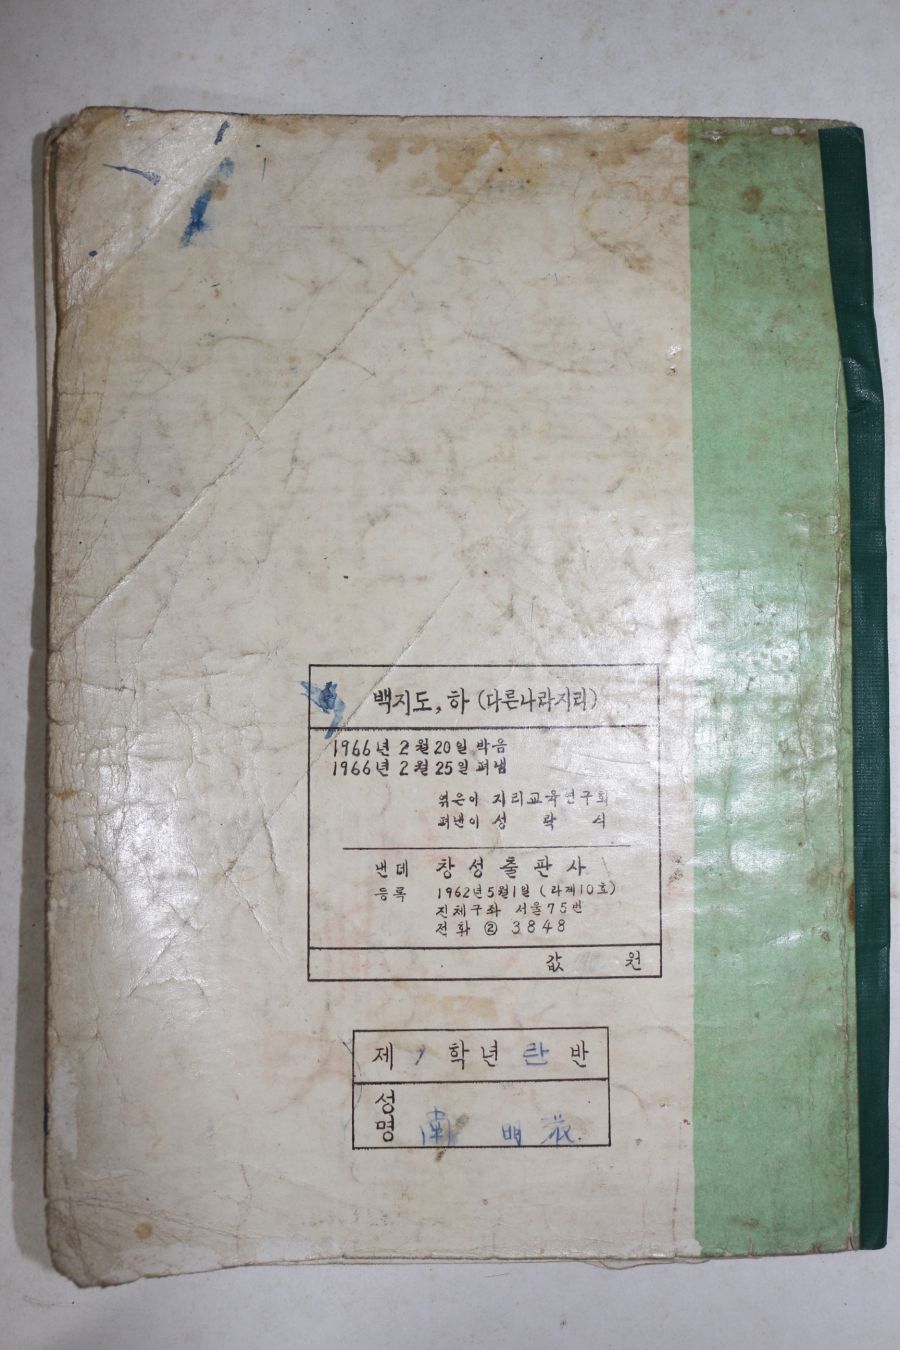 백지도, 하 (다른나라지리)
1966년 2월 20일 박음
1966년 2월 25일 펴냄
엮은이 지리교육연구회
펴낸이 성 락 식
낸데 창성출판사
등록 1962년 5월 1일 (라제10호)
진체구좌 서울 75번
전화 ② 3848
값 원
제 1 학년 란 반
성명 南 明